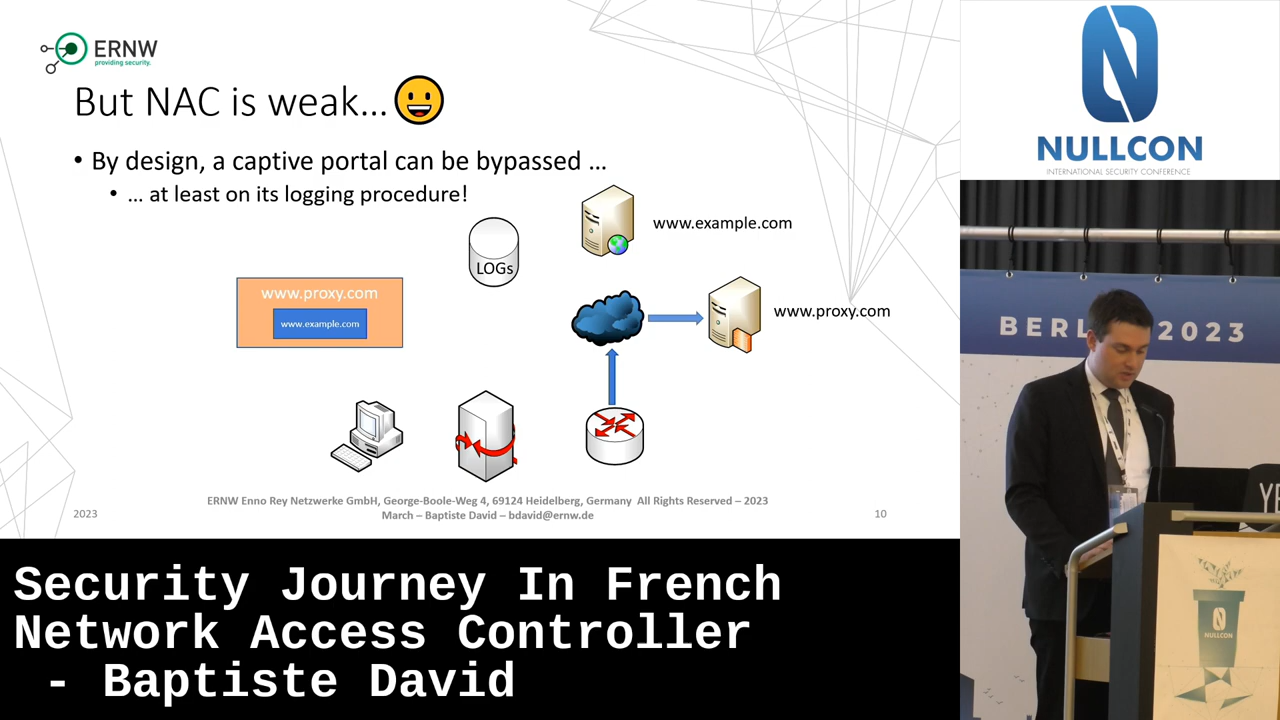 ERNW
providing security.
But NAC is weak...
• By design, a captive portal can be bypassed ...
• ... at least on its logging procedure!
www.example.com
LOGs
www.proxy.com
www.example.com
www.proxy.com
ERNW Enno Rey Netzwerke GmbH, George-Boole-Weg 4, 69124 Heidelberg, Germany All Rights Reserved – 2023
March – Baptiste David – bdavid@ernw.de
2023
10
NULLCON
INTERNATIONAL SECURITY CONFERENCE
BERL 2023
YE
NULLCON
Security Journey In French
Network Access Controller
- Baptiste David